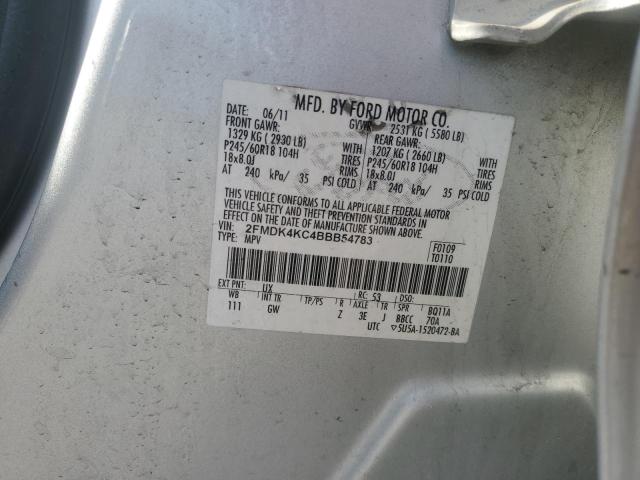 MFD. BY FORD MOTOR CO.
DATE: 06/11 GVWR: 2531 KG ( 5580 LB)
FRONT GAWR: REAR GAWR:
1329 KG ( 2930 LB) WITH 1207 KG ( 2660 LB) WITH
P245/60R18 104H TIRES P245/60R18 104H TIRES
18x8.0J RIMS 18x8.0J RIMS
AT 240 kPa/ 35 PSI COLD AT 240 kPa/ 35 PSI COLD
THIS VEHICLE CONFORMS TO ALL APPLICABLE FEDERAL MOTOR
VEHICLE SAFETY AND THEFT PREVENTION STANDARDS IN
EFFECT ON THE DATE OF MANUFACTURE SHOWN ABOVE.
VIN: 2FMDK4KC4BBB54783
TYPE: MPV
F0109
T0110
EXT PNT: UX RC: 53 DSO:
WB INT TR TP/PS R AXLE TR SPR BQ11A
111 GW Z 3E J BBCC 70A
UTC ▽5U5A-1520472-BA